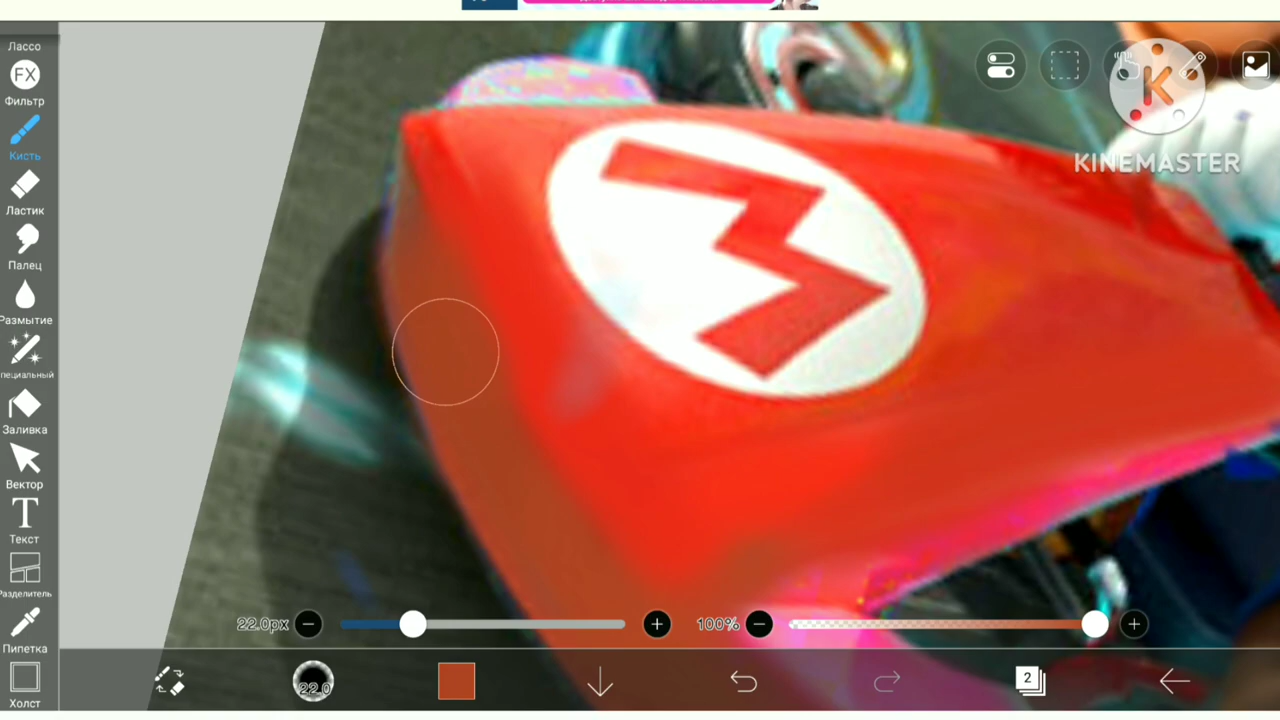 Лассо
FX
Фильтр
Кисть
Ластик
Палец
Размытие
пециальный
Заливка
Вектор
T
Текст
Разделитель
Пипетка
Холст
M
K
KINEMASTER
22.0px
100%
22.0
2